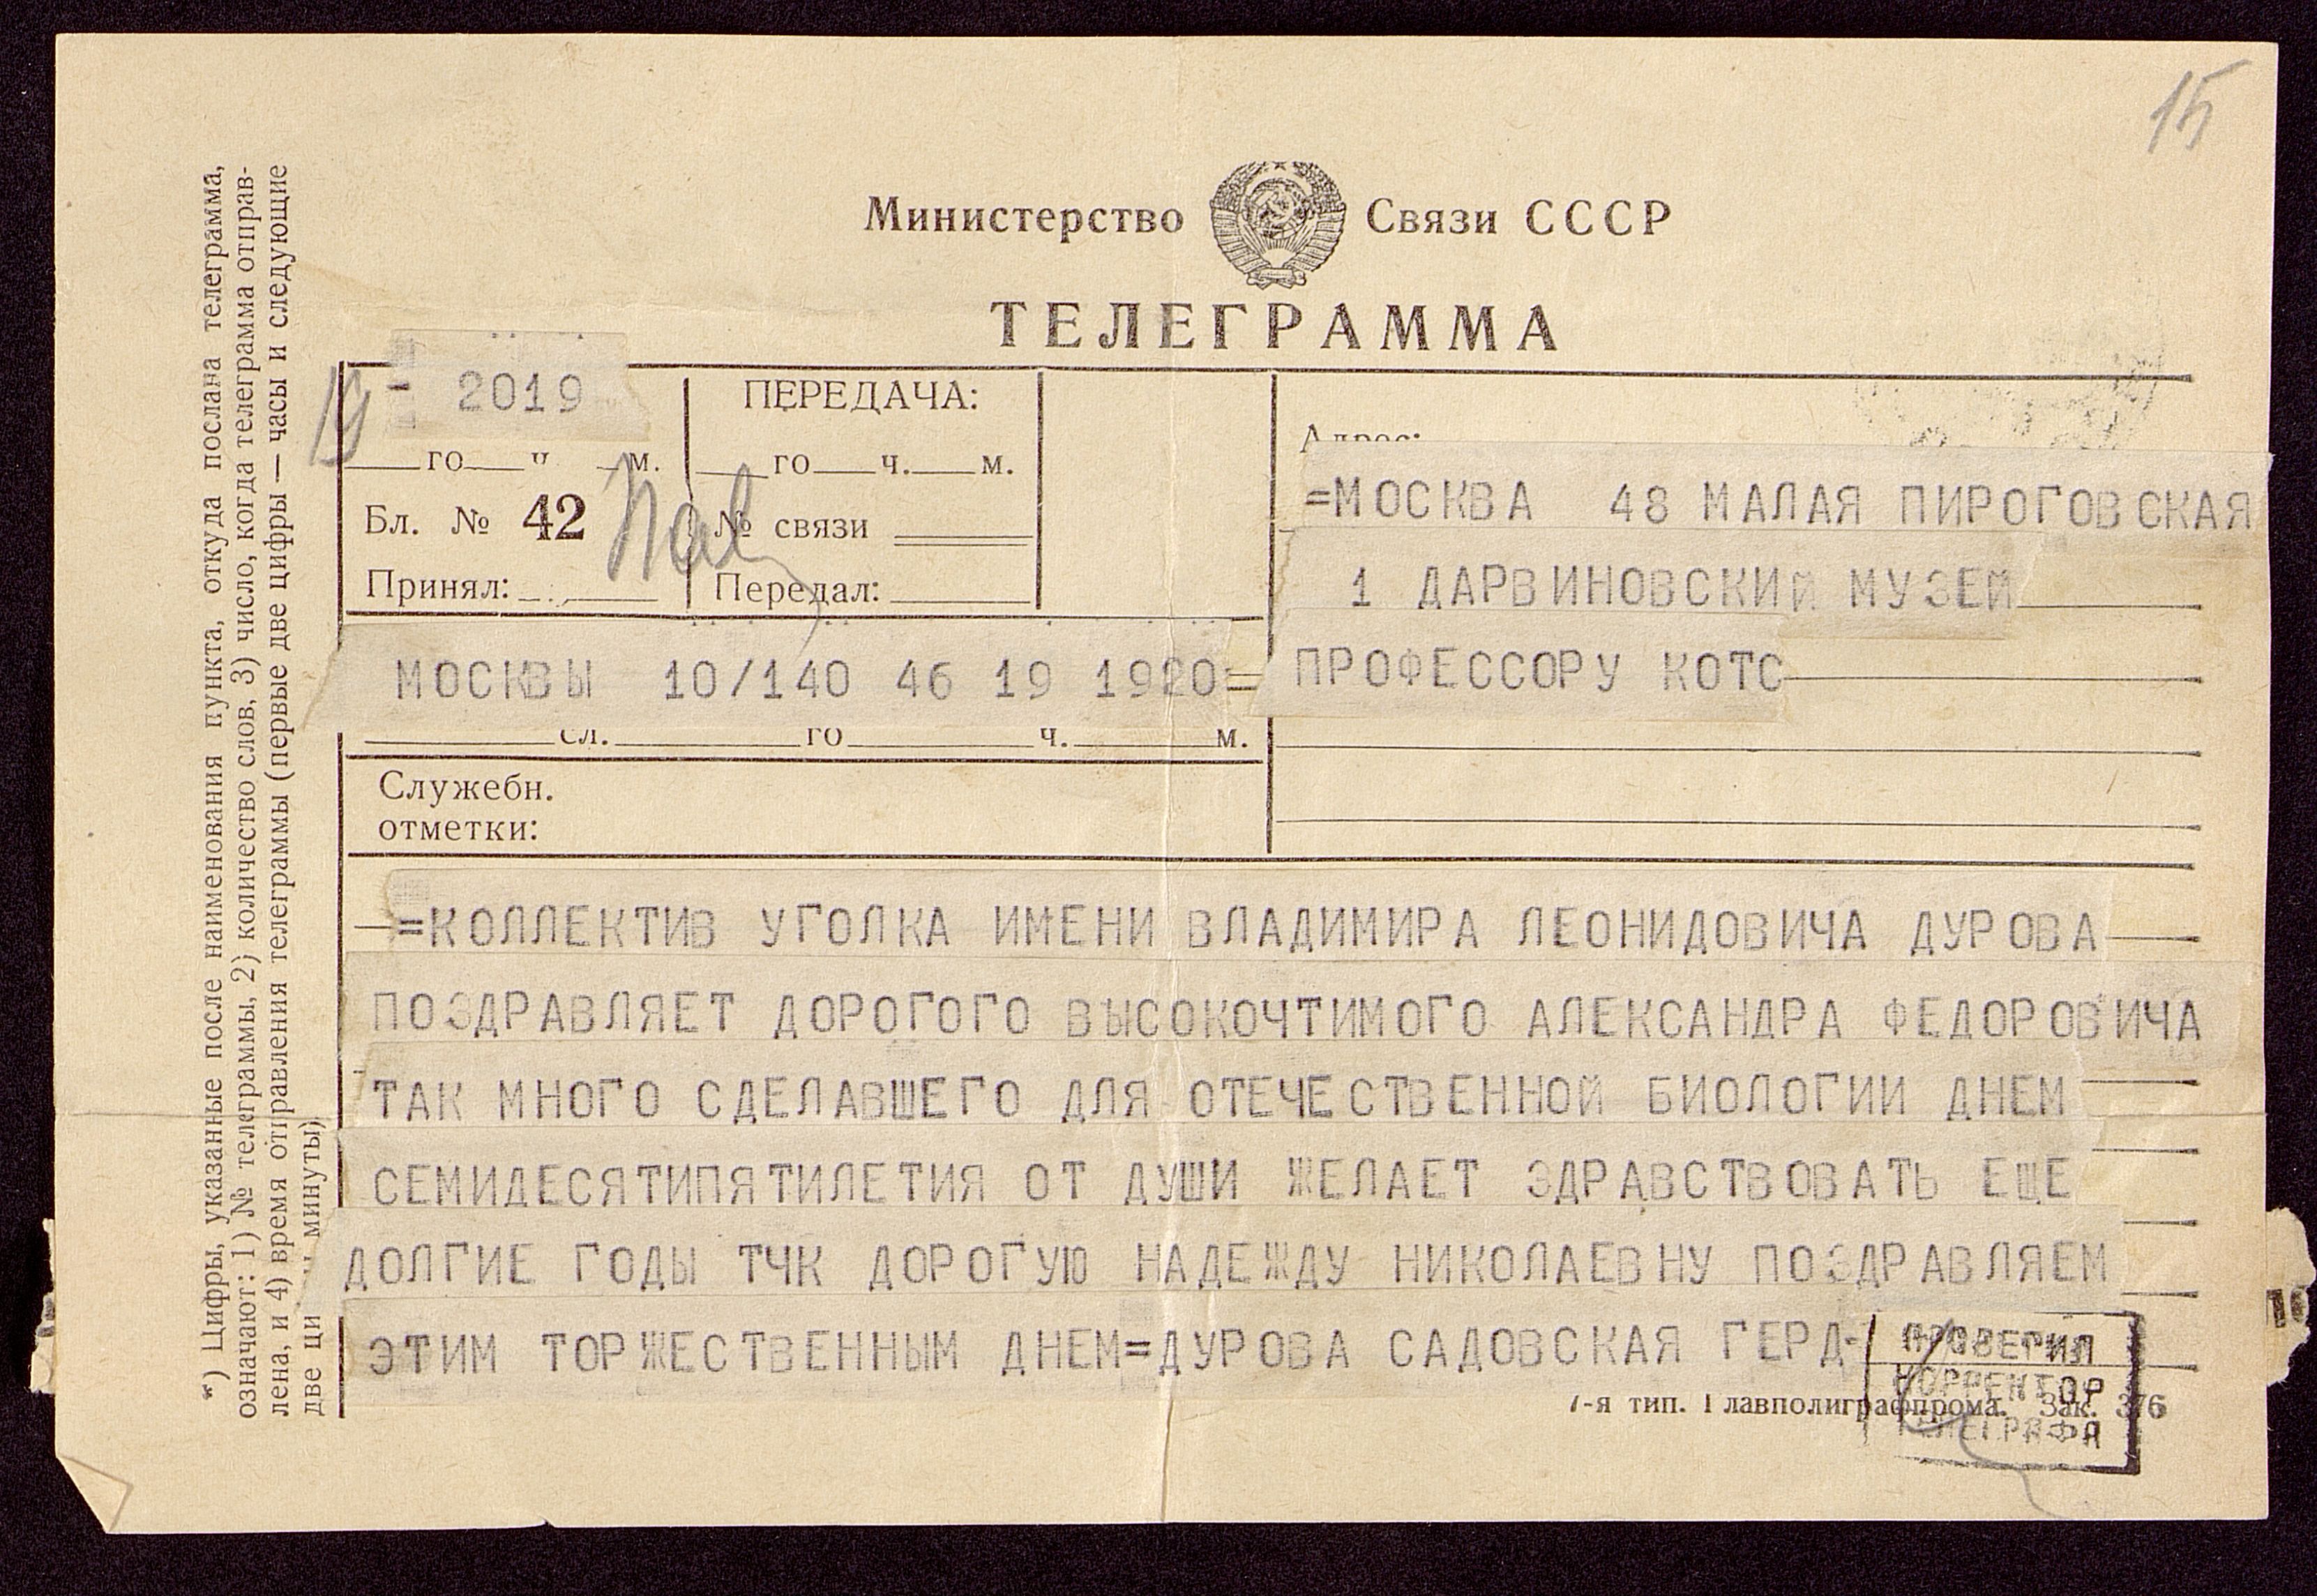 15
Министерство Связи СССР
ТЕЛЕГРАММА
19 - 2019
го ч. м.
Бл. № 42
Принял:
ПЕРЕДАЧА:
го ч. м.
№ связи
Передал:
Адрес:
=МОСКВА 48 МАЛАЯ ПИРОГОВСКАЯ
1 ДАРВИНОВСКИЙ МУЗЕЙ
ПРОФЕССОРУ КОТС
МОСКВЫ 10/140 46 19 1920=
сл. го ч. м.
Служебн.
отметки:
=КОЛЛЕКТИВ УГОЛКА ИМЕНИ ВЛАДИМИРА ЛЕОНИДОВИЧА ДУРОВА
ПОЗДРАВЛЯЕТ ДОРОГОГО ВЫСОКОЧТИМОГО АЛЕКСАНДРА ФЕДОРОВИЧА
ТАК МНОГО СДЕЛАВШЕГО ДЛЯ ОТЕЧЕСТВЕННОЙ БИОЛОГИИ ДНЕМ
СЕМИДЕСЯТИПЯТИЛЕТИЯ ОТ ДУШИ ЖЕЛАЕТ ЗДРАВСТВОВАТЬ ЕЩЕ
ДОЛГИЕ ГОДЫ ТЧК ДОРОГУЮ НАДЕЖДУ НИКОЛАЕВНУ ПОЗДРАВЛЯЕМ
ЭТИМ ТОРЖЕСТВЕННЫМ ДНЕМ=ДУРОВА САДОВСКАЯ ГЕРД-
ПРОВЕРИЛ
КОРРЕКТОР
ТЕЛЕГРАФА
7-я тип. Главполиграфпрома. Зак. 376
*) Цифры, указанные после наименования пункта, откуда послана телеграмма,
означают: 1) № телеграммы, 2) количество слов, 3) число, когда телеграмма отправ-
лена, и 4) время отправления телеграммы (первые две цифры — часы и следующие
две ци минуты)